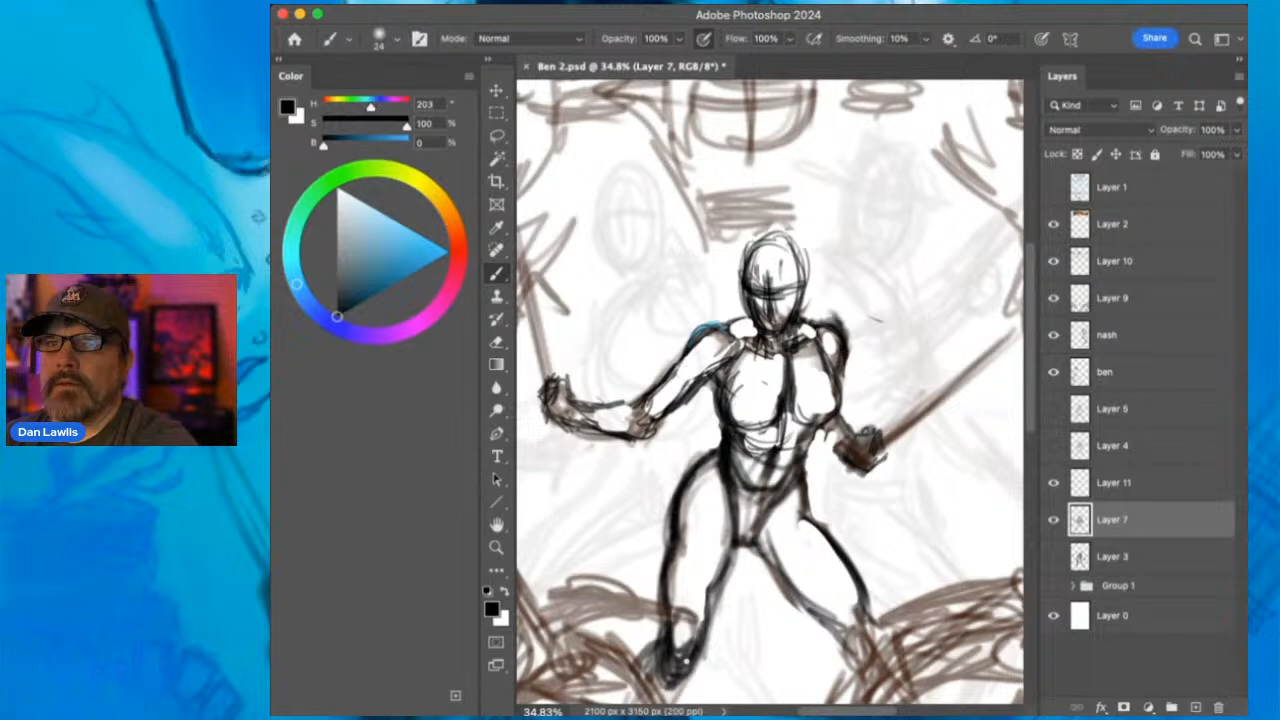 Adobe Photoshop 2024
24
Mode: Normal
Opacity: 100%
Flow: 100%
Smoothing: 10%
0°
Share
Color
× Ben 2.psd @ 34.8% (Layer 7, RGB/8*) *
Layers
H 203 °
S 100 %
B 0 %
Kind
Normal
Opacity: 100%
Lock:
Fill: 100%
Layer 1
Layer 2
Layer 10
Layer 9
nash
ben
Layer 5
Layer 4
Layer 11
Layer 7
Layer 3
Group 1
Layer 0
Dan Lawlis
34.83%
2100 px x 3150 px (200 ppi)